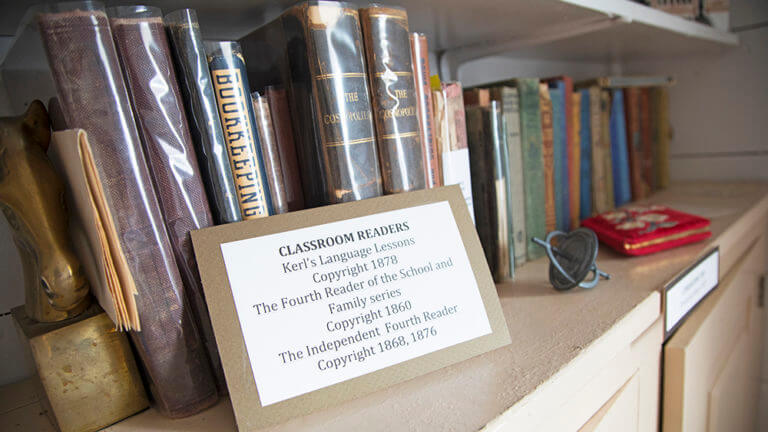 BOOKKEEPING
THE
COSMOPOLITAN
THE
COSMOPOLITAN
CLASSROOM READERS
Kerl's Language Lessons
Copyright 1878
The Fourth Reader of the School and
Family series
Copyright 1860
The Independent Fourth Reader
Copyright 1868, 1876